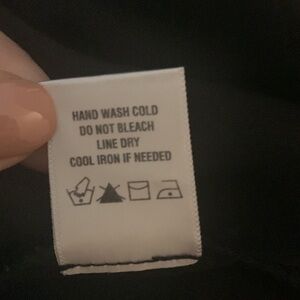 HAND WASH COLD
DO NOT BLEACH
LINE DRY
COOL IRON IF NEEDED